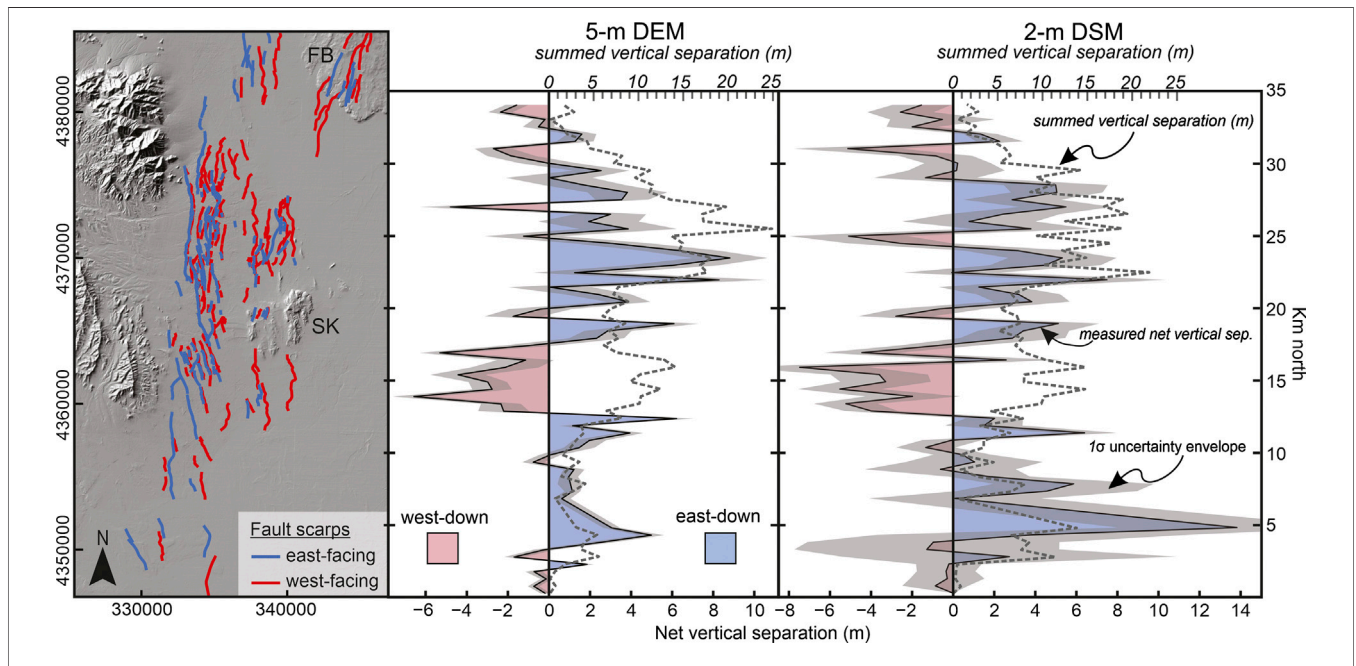 5-m DEM
summed vertical separation (m)
0 5 10 15 20 25
2-m DSM
summed vertical separation (m)
0 5 10 15 20 25
FB
SK
4380000
4370000
4360000
4350000
330000 340000
N
Fault scarps
east-facing
west-facing
west-down
east-down
−6 −4 −2 0 2 4 6 8 10
summed vertical separation (m)
measured net vertical sep.
1σ uncertainty envelope
−8 −6 −4 −2 0 2 4 6 8 10 12 14
35
30
25
20
15
10
5
Km north
Net vertical separation (m)